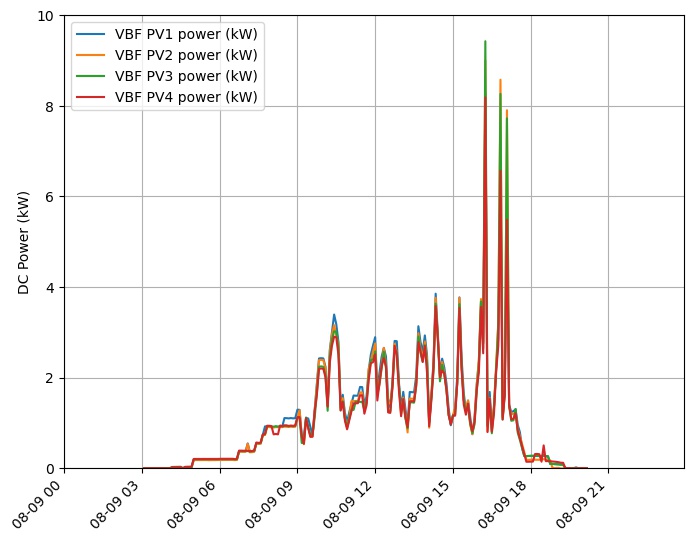 10
8
6
4
2
0
DC Power (kW)
VBF PV1 power (kW)
VBF PV2 power (kW)
VBF PV3 power (kW)
VBF PV4 power (kW)
08-09 00
08-09 03
08-09 06
08-09 09
08-09 12
08-09 15
08-09 18
08-09 21